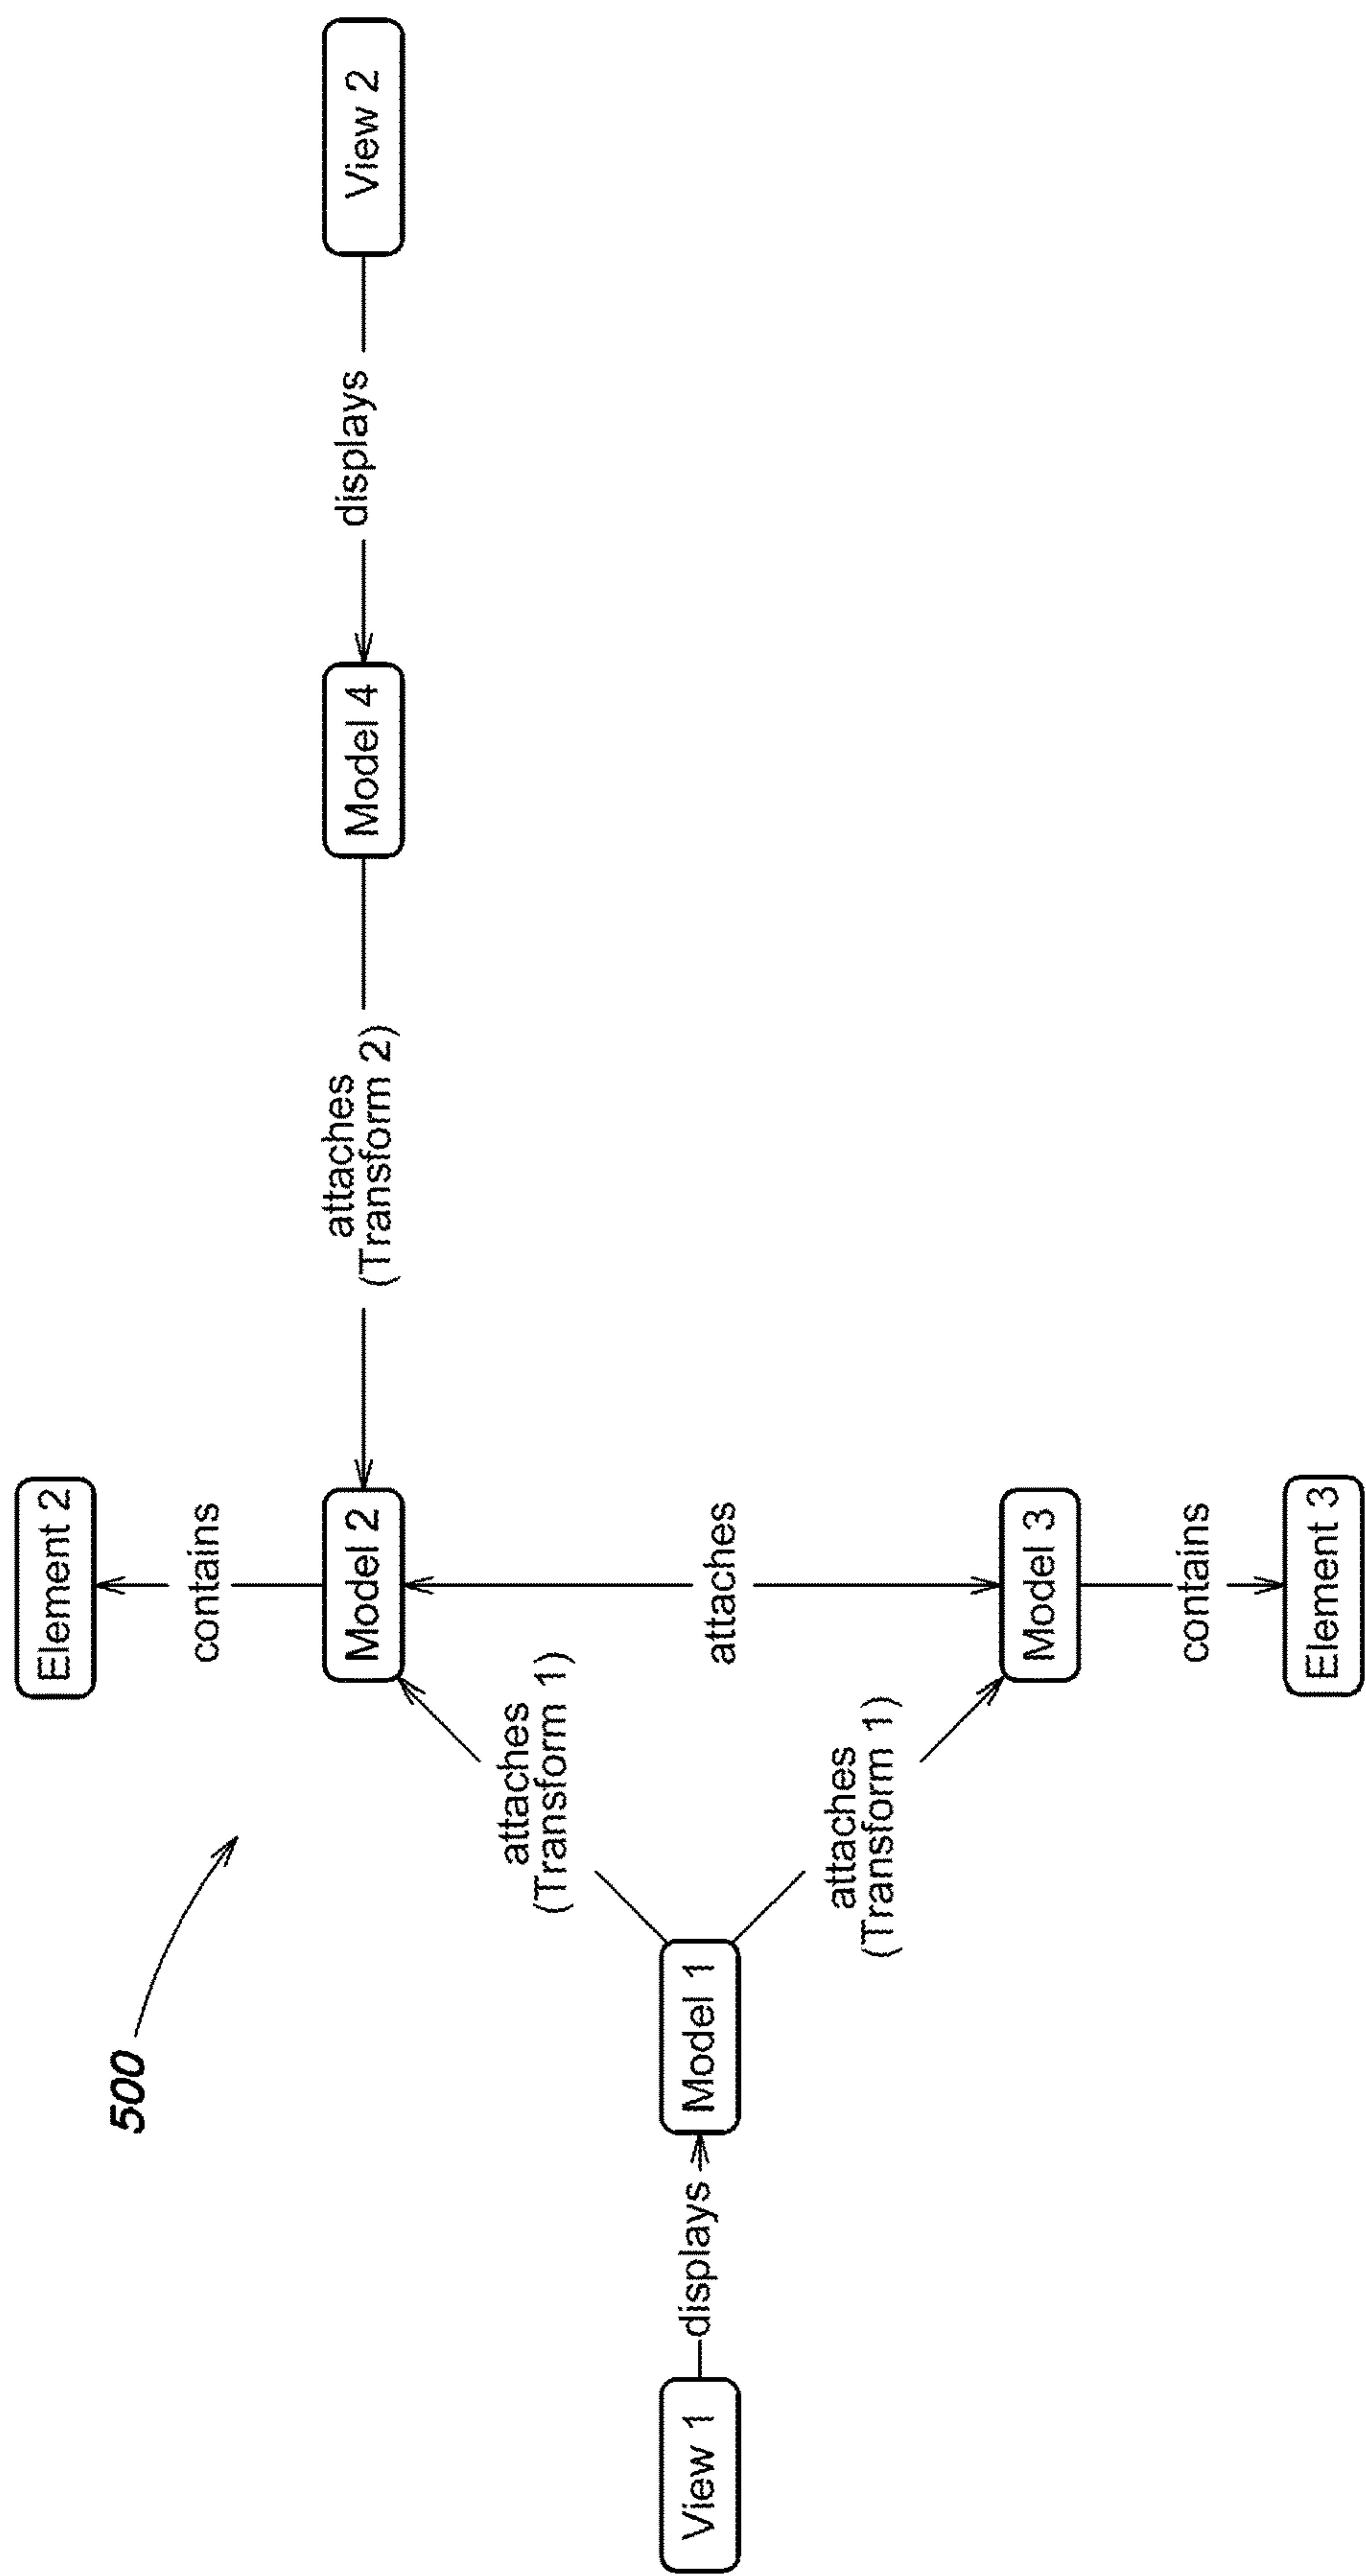 500
Element 2
contains
View 1
displays
Model 1
attaches
(Transform 1)
Model 2
attaches
(Transform 2)
Model 4
displays
View 2
attaches
attaches
(Transform 1)
Model 3
contains
Element 3